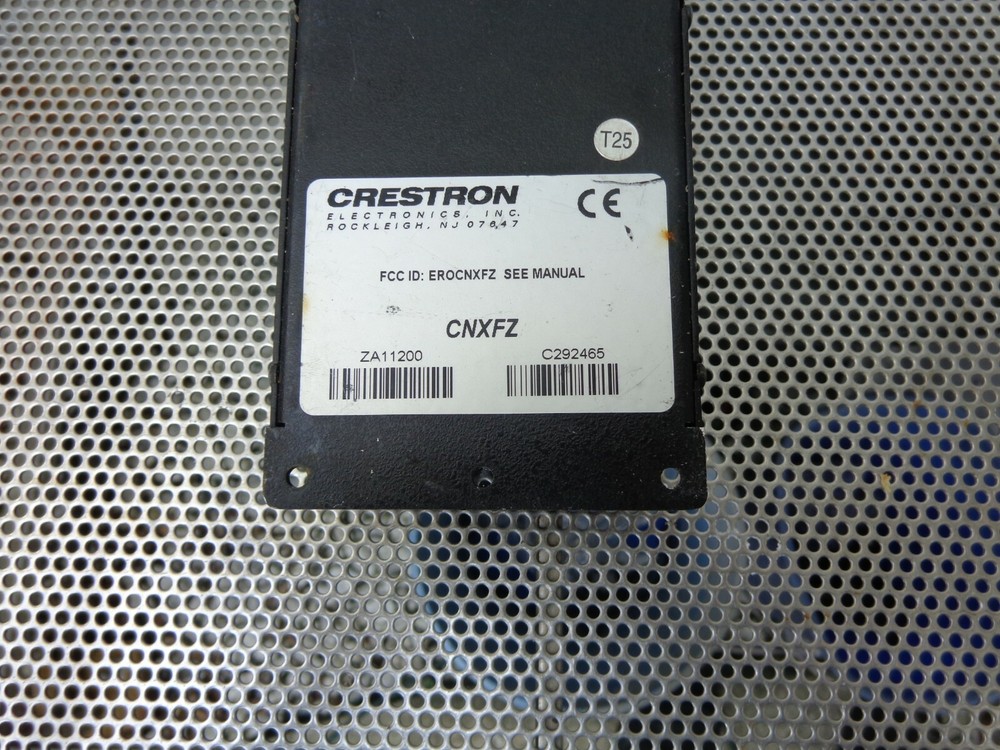 T25
CRESTRON
ELECTRONICS, INC.
ROCKLEIGH, NJ 07647
CE
FCC ID: EROCNXFZ SEE MANUAL
CNXFZ
ZA11200
C292465